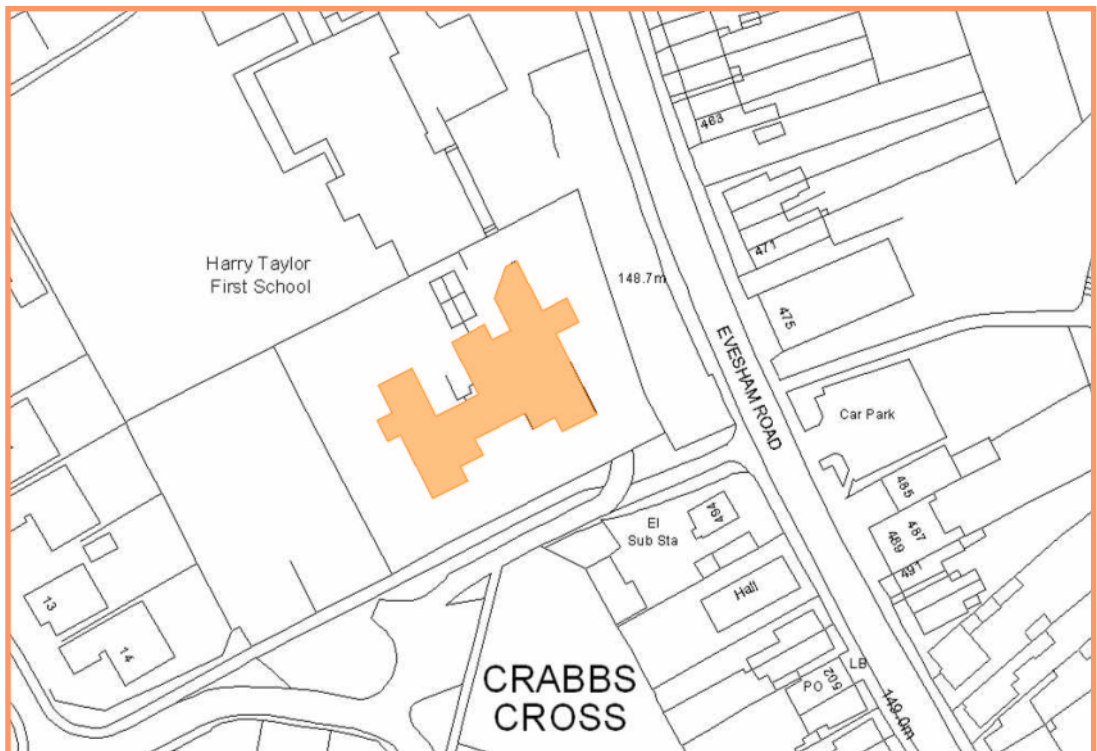 463
Harry Taylor
First School
148.7m
471
475
EVESHAM ROAD
Car Park
485
487
489
491
494
El
Sub Sta
Hall
13
14
CRABBS
CROSS
LB
PO
502
149.0m